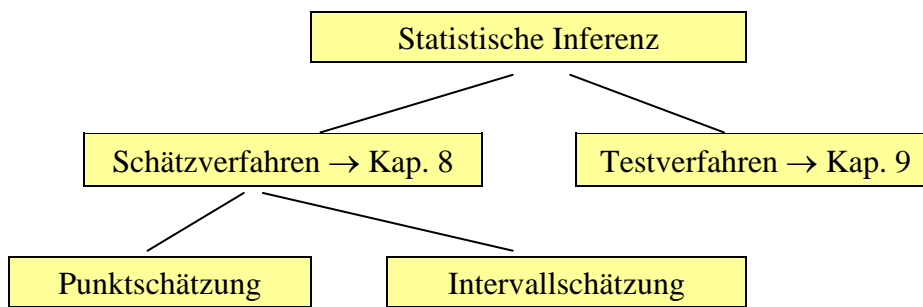 Statistische Inferenz
Schätzverfahren → Kap. 8
Testverfahren → Kap. 9
Punktschätzung
Intervallschätzung